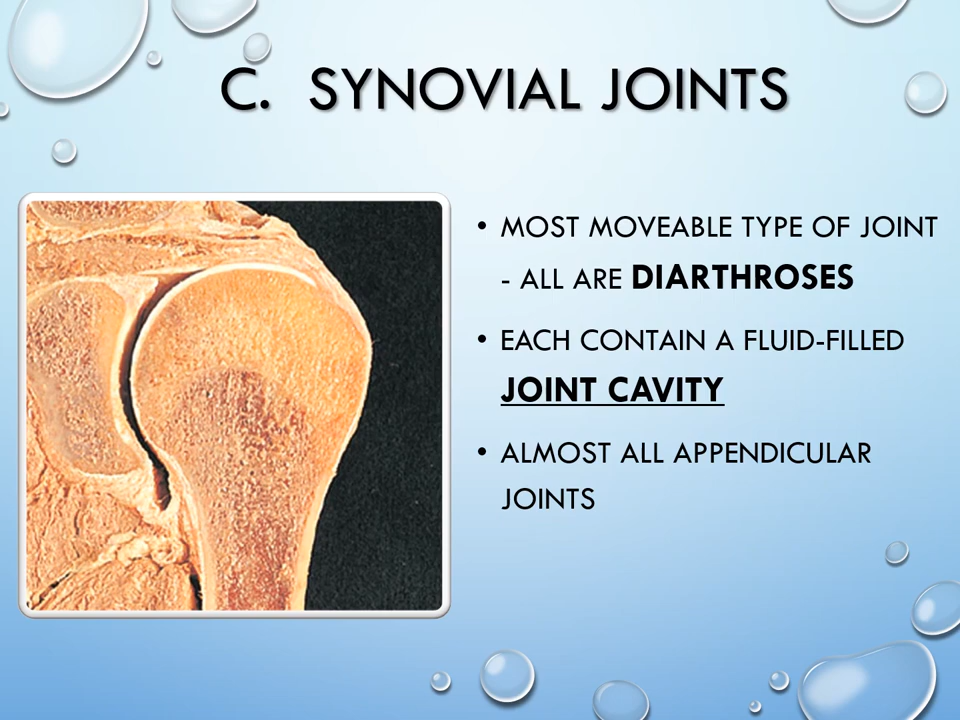 C. SYNOVIAL JOINTS
• MOST MOVEABLE TYPE OF JOINT
- ALL ARE DIARTHROSES
• EACH CONTAIN A FLUID-FILLED
JOINT CAVITY
• ALMOST ALL APPENDICULAR
JOINTS